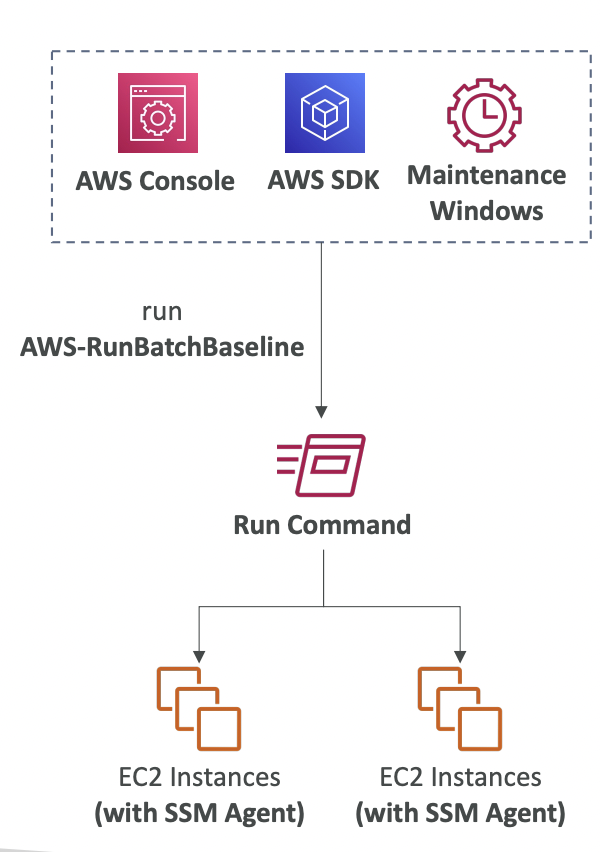 AWS Console
AWS SDK
Maintenance
Windows
run
AWS-RunBatchBaseline
Run Command
EC2 Instances
(with SSM Agent)
EC2 Instances
(with SSM Agent)